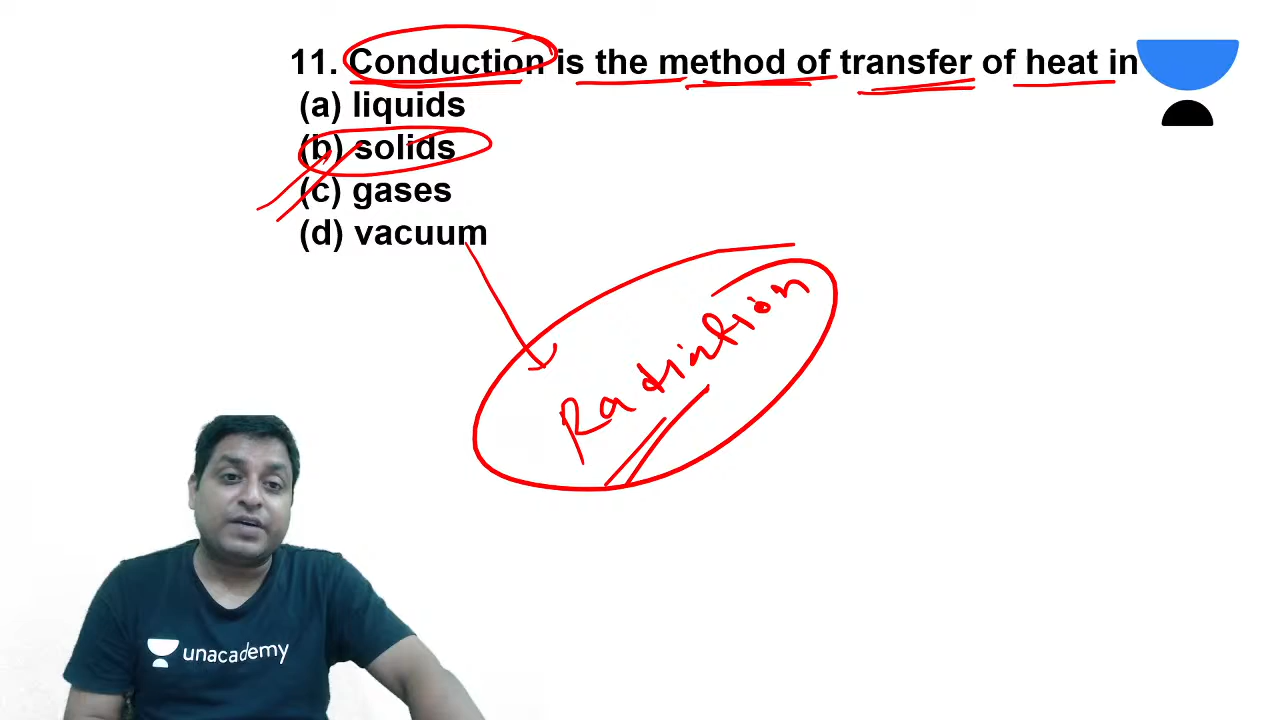 11. Conduction is the method of transfer of heat in
(a) liquids
(b) solids
(c) gases
(d) vacuum
Radiation
unacademy